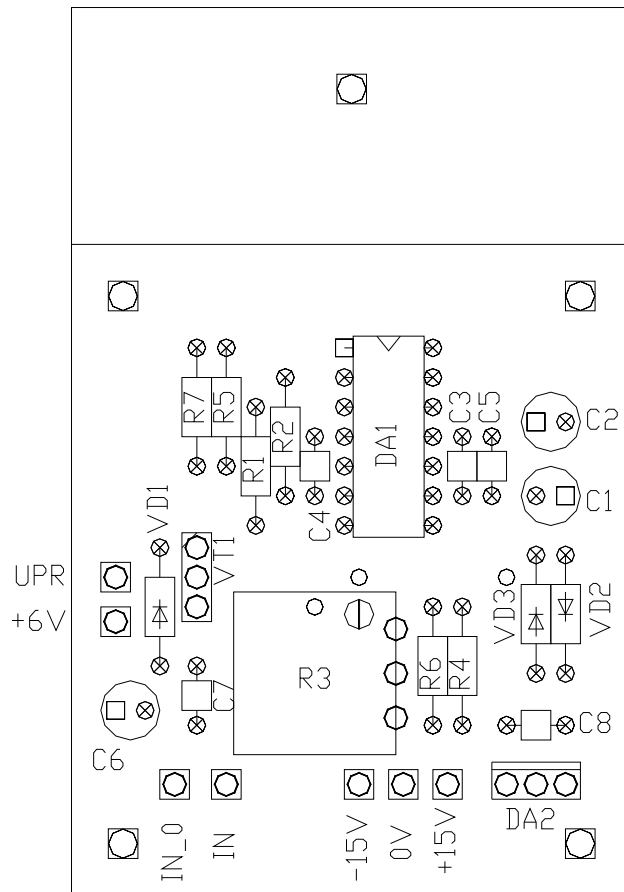 R7
R5
R1
R2
C4
DA1
C3
C5
C2
C1
VD1
VT1
UPR
+6V
R3
R6
R4
VD3
VD2
C7
C6
C8
DA2
IN_0
IN
-15V
0V
+15V